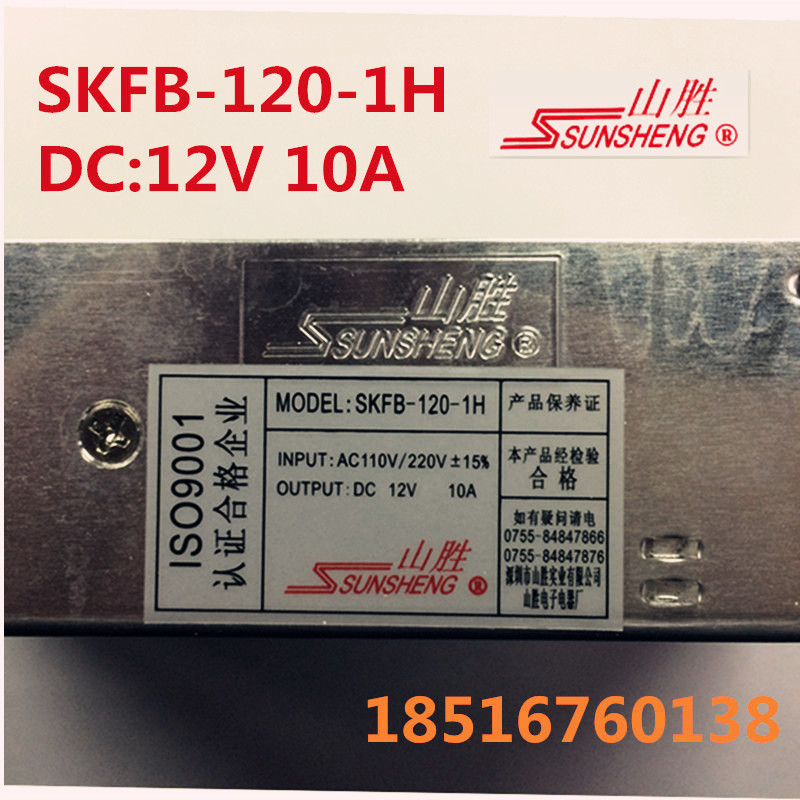 SKFB-120-1H
DC:12V 10A
山胜
SUNSHENG ®
山胜
SUNSHENG ®
ISO9001
认证合格企业
MODEL:SKFB-120-1H
INPUT:AC110V/220V±15%
OUTPUT:DC 12V 10A
山胜
SUNSHENG ®
产品保养证
本产品经检验
合格
如有疑问请电
0755-84847866
0755-84847876
深圳市山胜实业有限公司
山胜电子电器厂
18516760138